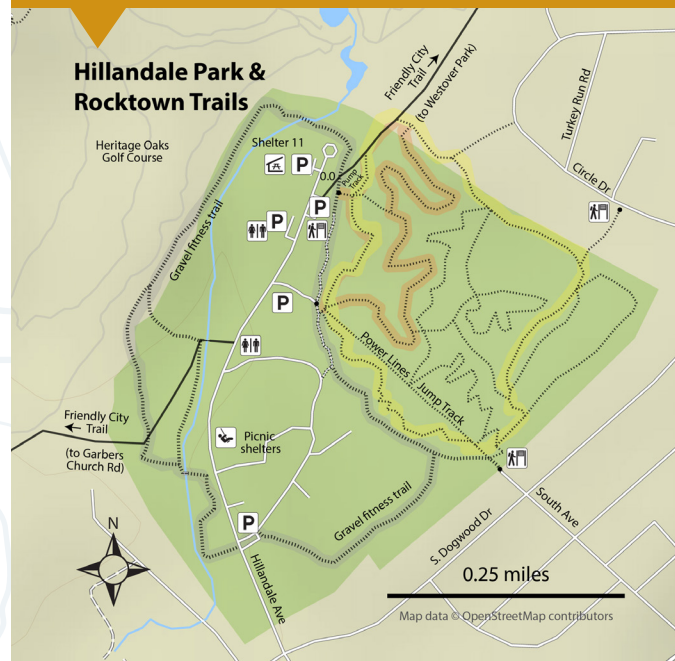 Hillandale Park &
Rocktown Trails
Heritage Oaks
Golf Course
Friendly City
Trail
(to Westover Park)
Turkey Run Rd
Circle Dr
Shelter 11
P
0.0
Pump
Track
P
P
Gravel fitness trail
P
Power Lines Jump Track
Friendly City
Trail
(to Garbers
Church Rd)
Picnic
shelters
Gravel fitness trail
P
Hillandale Ave
South Ave
S. Dogwood Dr
N
0.25 miles
Map data © OpenStreetMap contributors